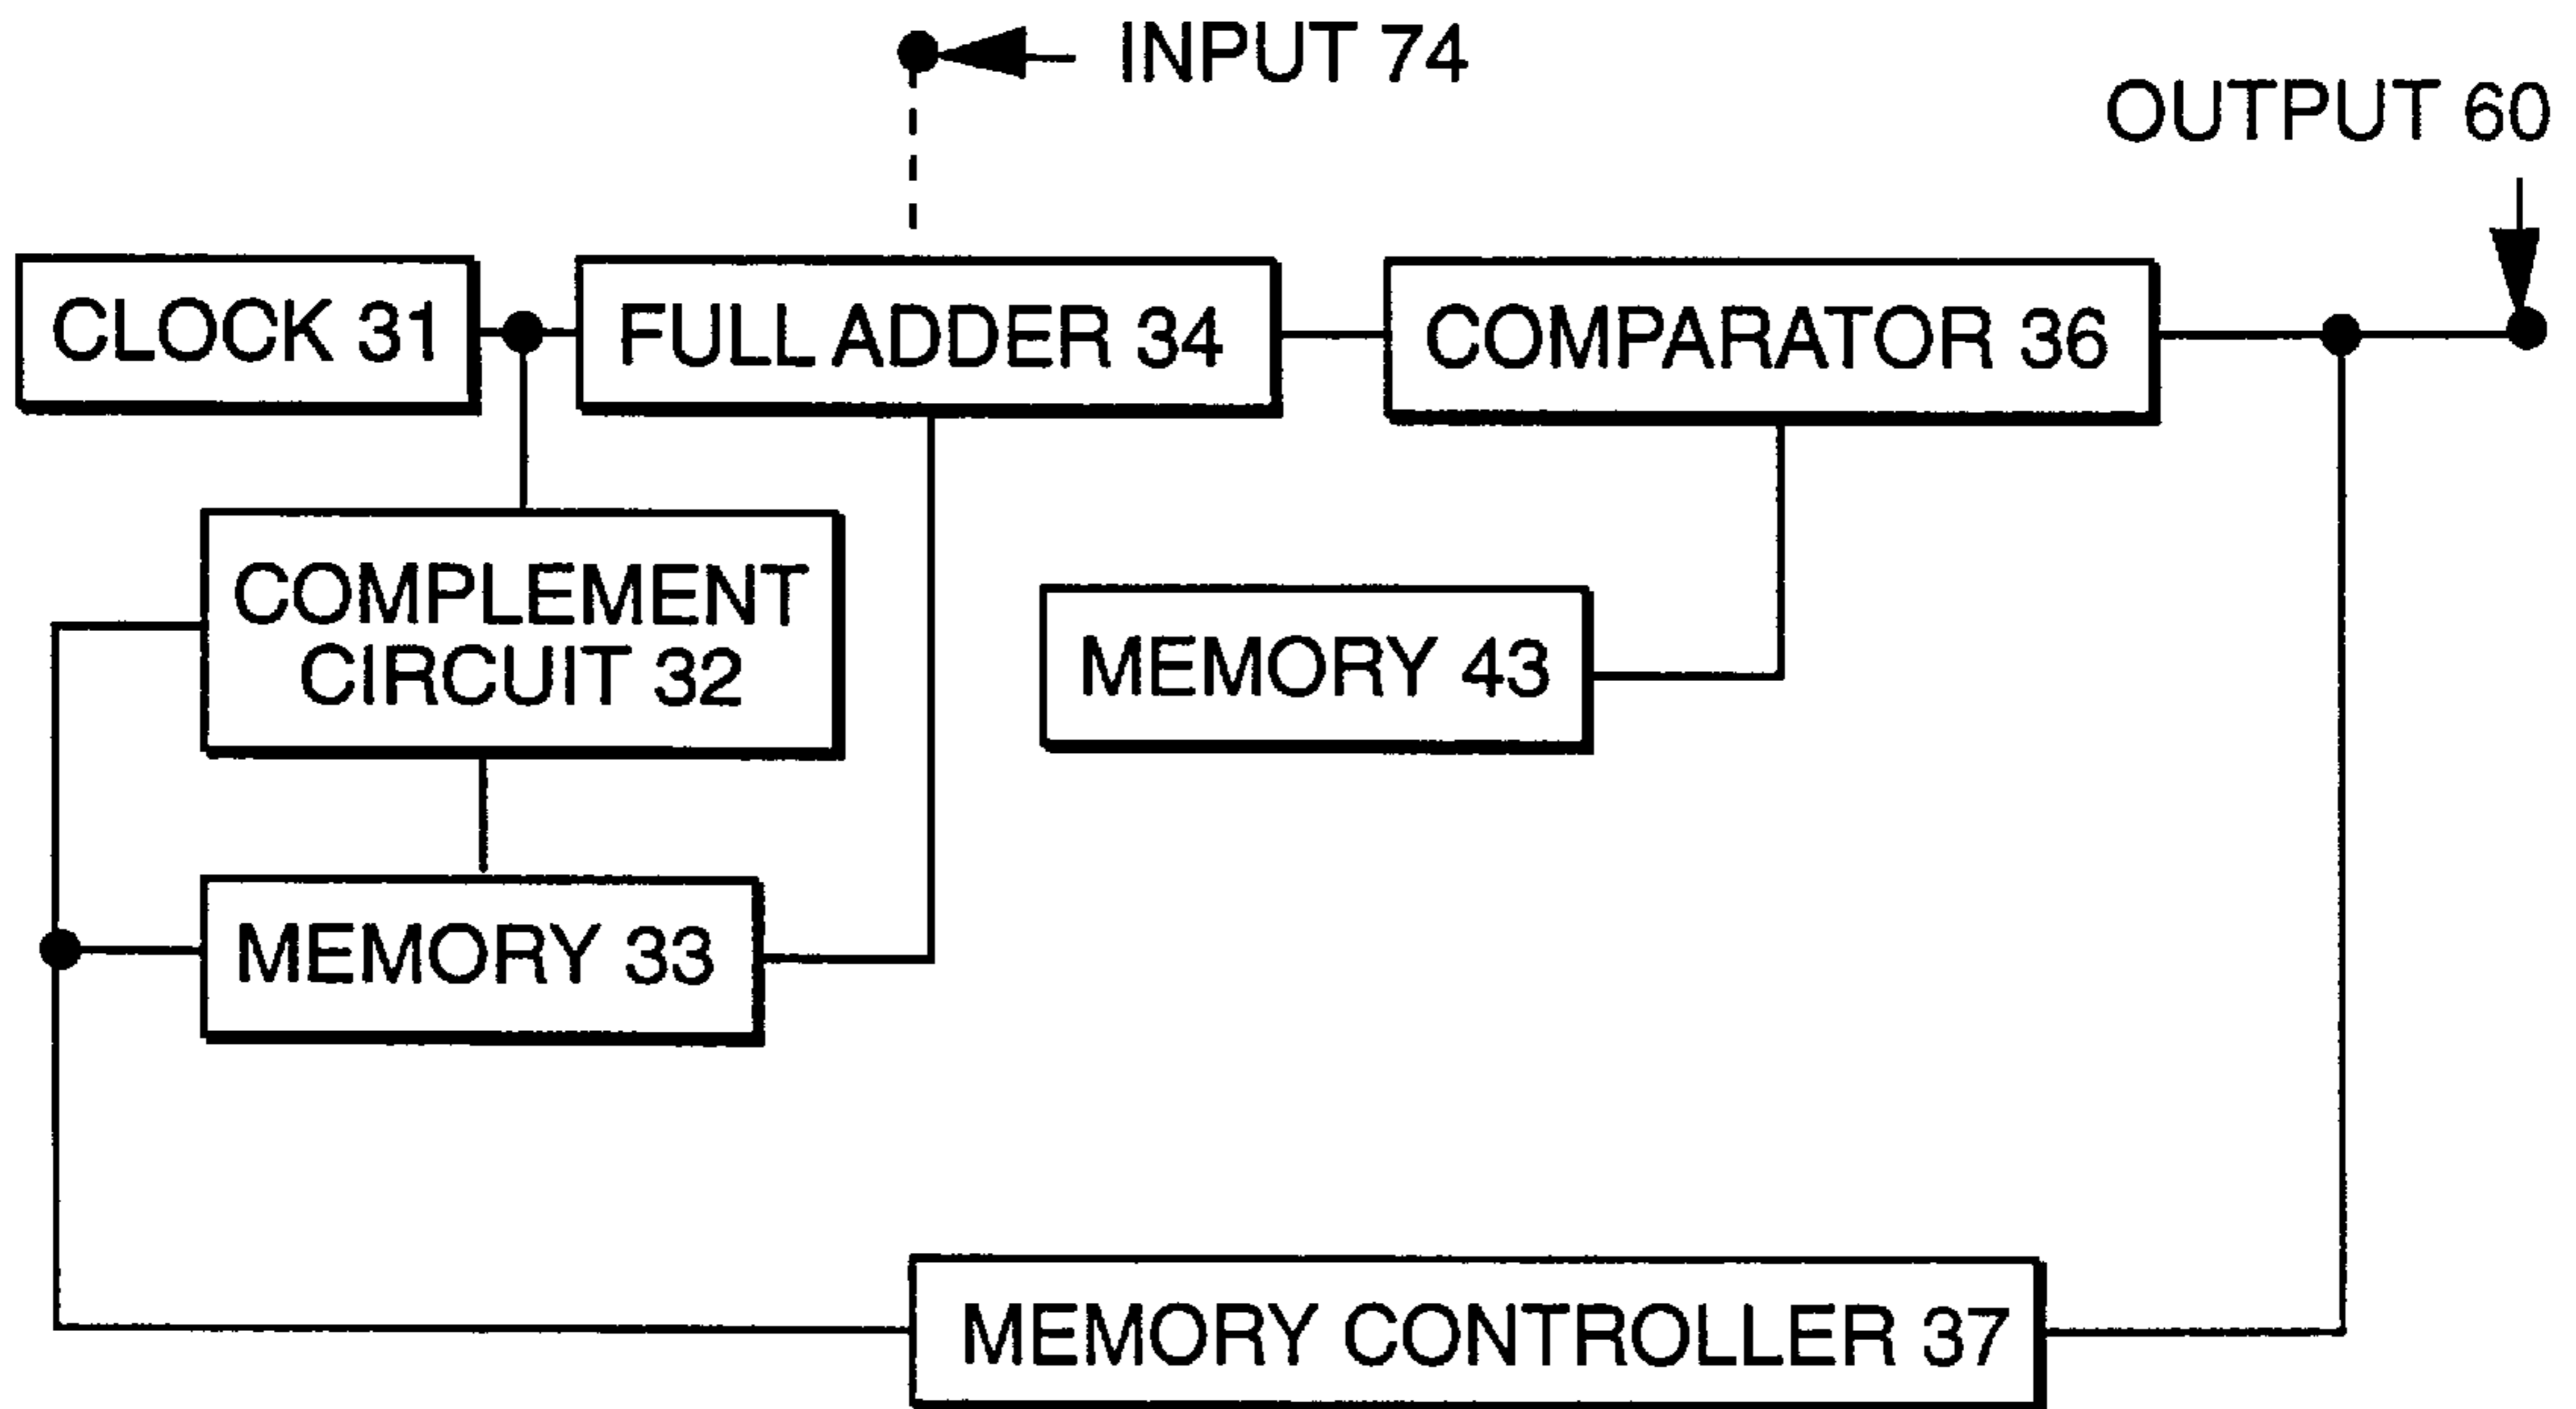 INPUT 74
OUTPUT 60
CLOCK 31
FULL ADDER 34
COMPARATOR 36
COMPLEMENT
CIRCUIT 32
MEMORY 43
MEMORY 33
MEMORY CONTROLLER 37